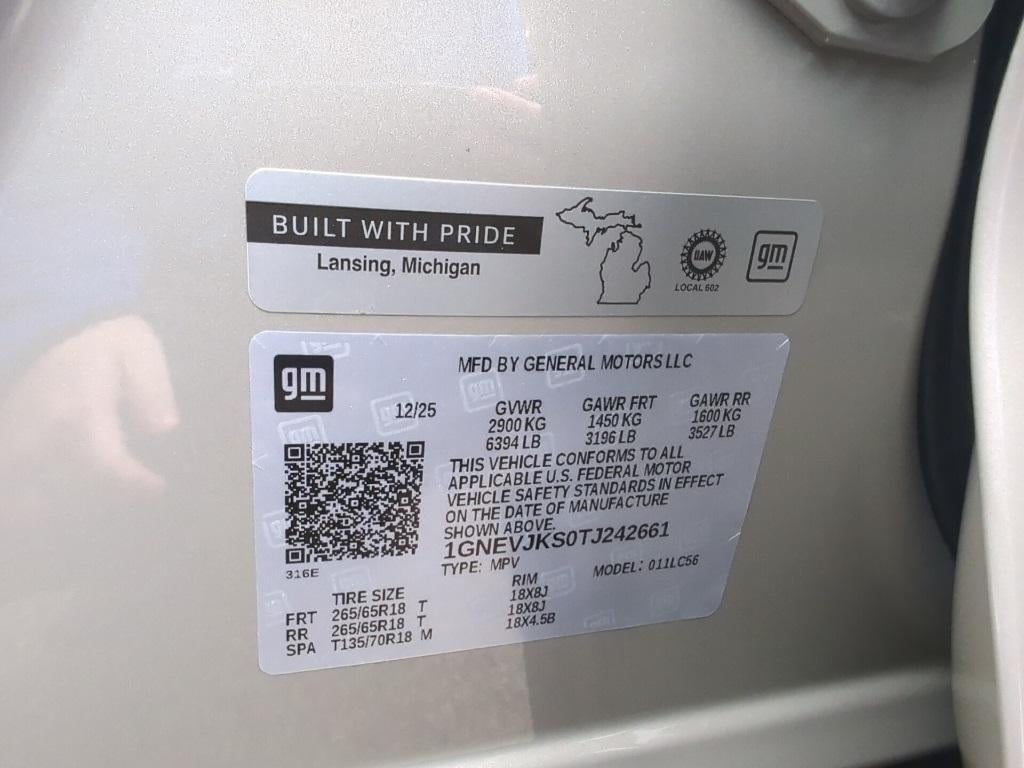 BUILT WITH PRIDE
Lansing, Michigan
UAW
LOCAL 602
gm
gm
MFD BY GENERAL MOTORS LLC
12/25 GVWR GAWR FRT GAWR RR
2900 KG 1450 KG 1600 KG
6394 LB 3196 LB 3527 LB
THIS VEHICLE CONFORMS TO ALL
APPLICABLE U.S. FEDERAL MOTOR
VEHICLE SAFETY STANDARDS IN EFFECT
ON THE DATE OF MANUFACTURE
SHOWN ABOVE.
1GNEVJKS0TJ242661
TYPE: MPV MODEL: 011LC56
316E
TIRE SIZE RIM
FRT 265/65R18 T 18X8J
RR 265/65R18 T 18X8J
SPA T135/70R18 M 18X4.5B